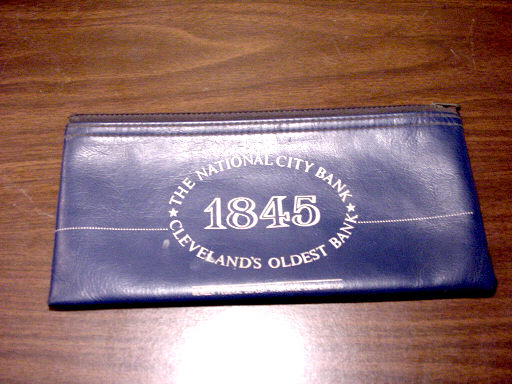 THE NATIONAL CITY BANK
1845
CLEVELAND'S OLDEST BANK